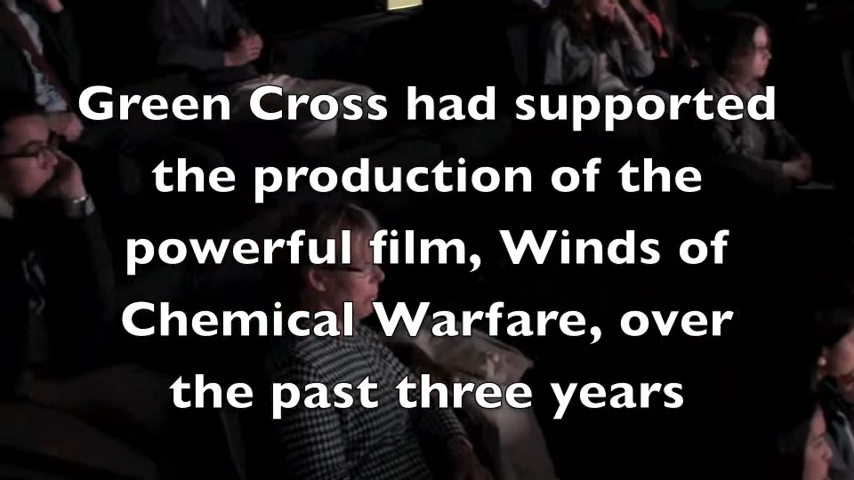 Green Cross had supported
the production of the
powerful film, Winds of
Chemical Warfare, over
the past three years